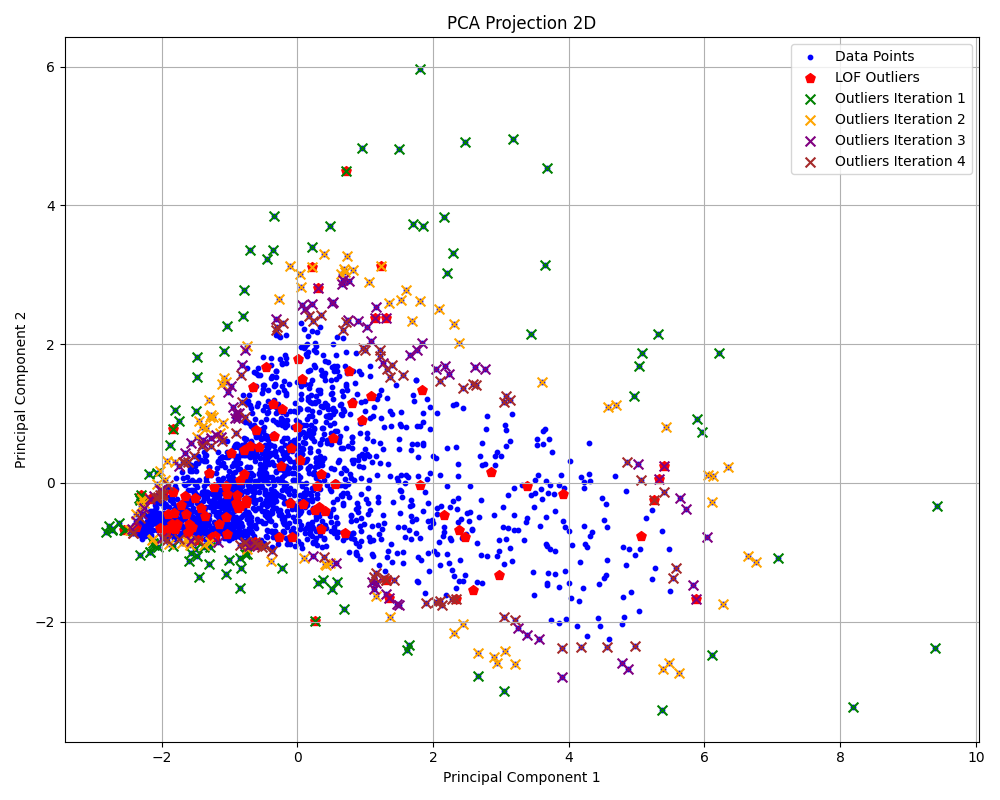 PCA Projection 2D
Data Points
LOF Outliers
Outliers Iteration 1
Outliers Iteration 2
Outliers Iteration 3
Outliers Iteration 4
6
4
2
0
−2
Principal Component 2
−2 0 2 4 6 8 10
Principal Component 1